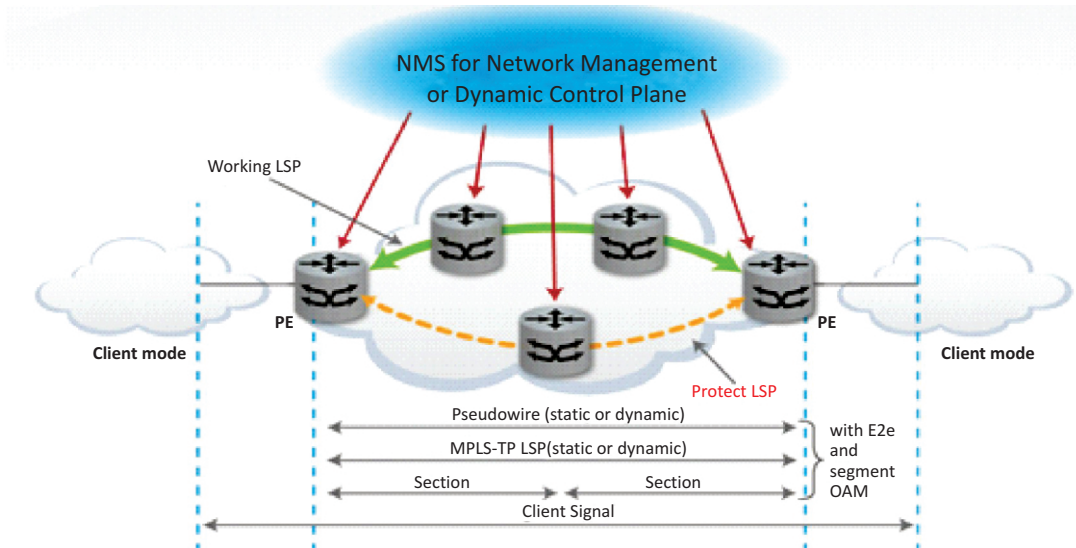 NMS for Network Management
or Dynamic Control Plane
Working LSP
PE
PE
Client mode
Client mode
Protect LSP
Pseudowire (static or dynamic)
MPLS-TP LSP(static or dynamic)
Section
Section
with E2e
and
segment
OAM
Client Signal